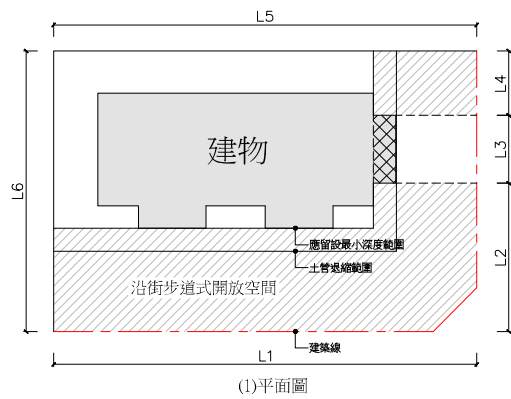 L5
L4
建物
L3
L6
應留設最小深度範圍
L2
土管退縮範圍
沿街步道式開放空間
建築線
L1
(1)平面圖